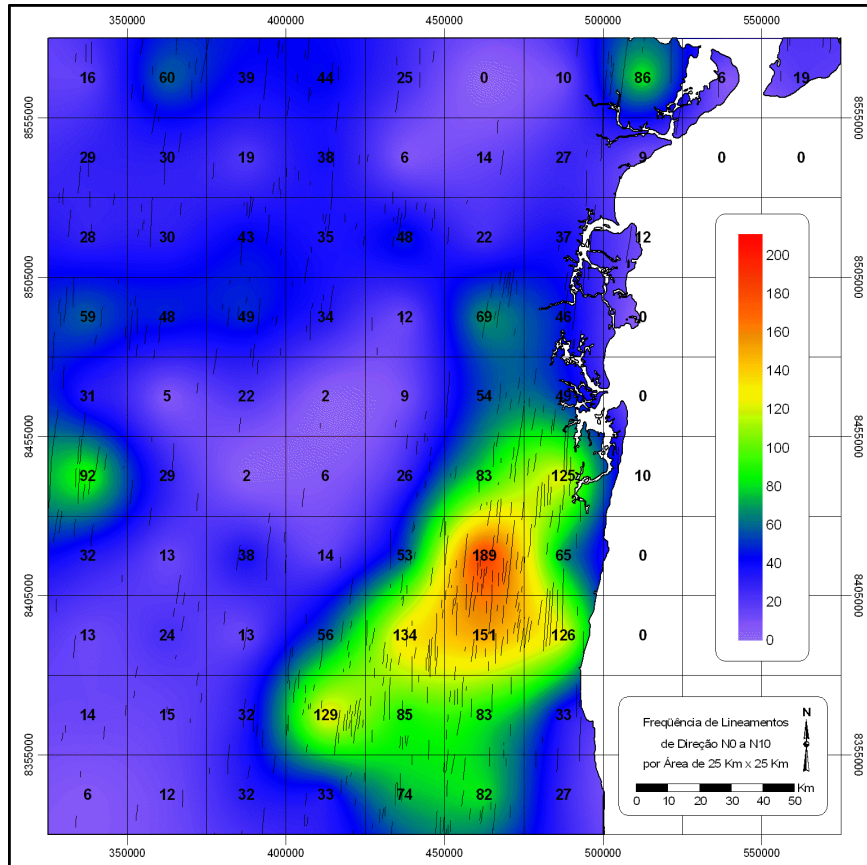 350000 400000 450000 500000 550000
16 60 39 44 25 0 10 86 6 19
8555000 8555000
29 30 19 38 6 14 27 9 0 0
28 30 43 35 48 22 37 12
200
8505000 8505000
180
59 48 49 34 12 69 46 0
160
140
31 5 22 2 9 54 49 0
120
8455000 8455000
100
92 29 2 6 26 83 125 10
80
60
32 13 38 14 53 189 65 0
40
8405000 8405000
20
13 24 13 56 134 151 126 0
0
14 15 32 129 85 83 33
N
Freqüência de Lineamentos
de Direção N0 a N10
8355000 8355000
por Área de 25 Km x 25 Km
Km
6 12 32 33 74 82 27
0 10 20 30 40 50
350000 400000 450000 500000 550000